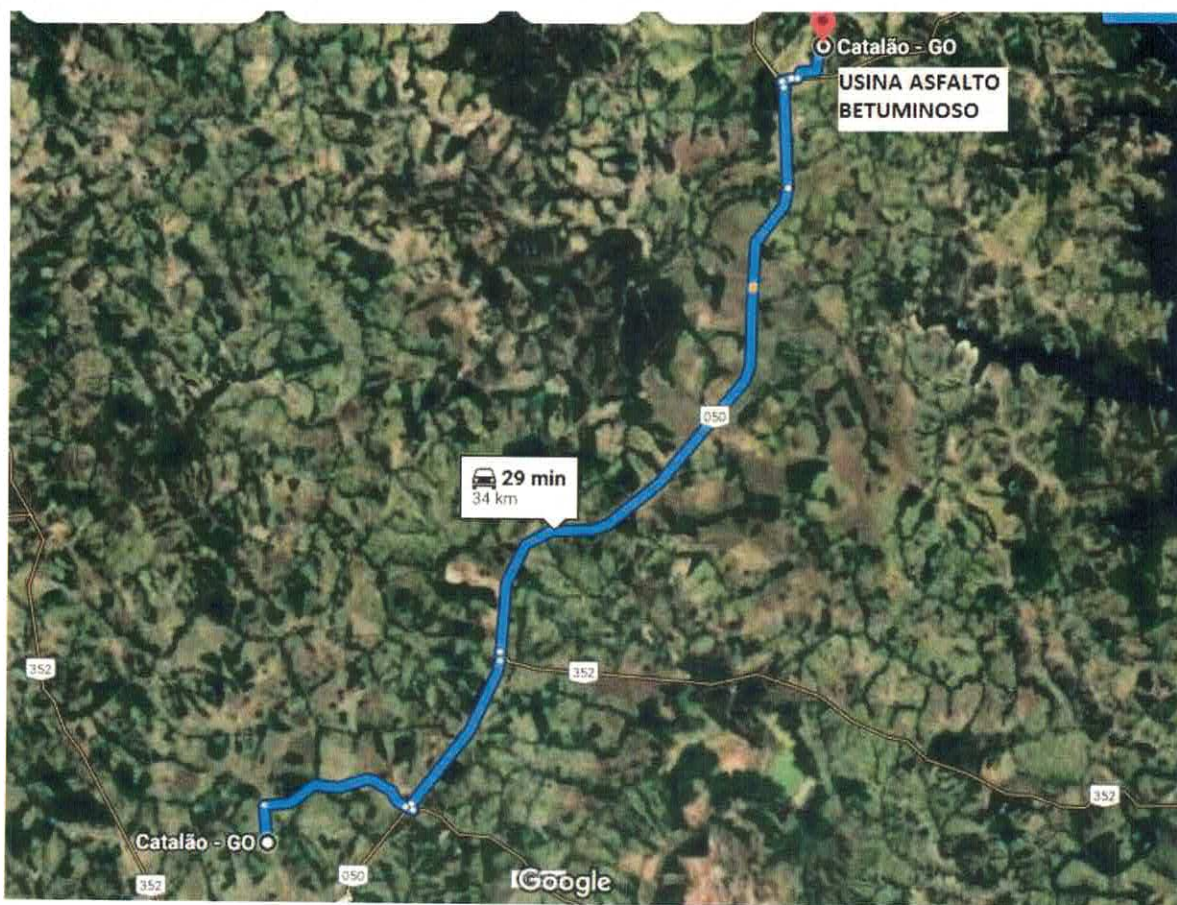 Catalão - GO
USINA ASFALTO
BETUMINOSO
050
29 min
34 km
352
352
352
Catalão - GO
050
352
Google